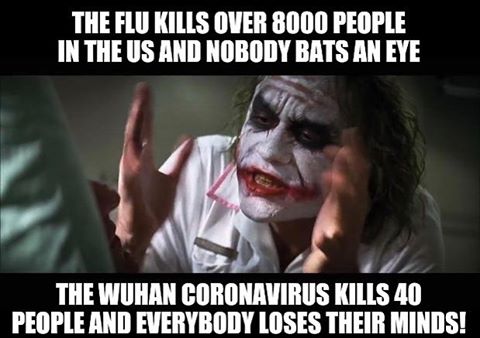 THE FLU KILLS OVER 8000 PEOPLE
IN THE US AND NOBODY BATS AN EYE
THE WUHAN CORONAVIRUS KILLS 40
PEOPLE AND EVERYBODY LOSES THEIR MINDS!